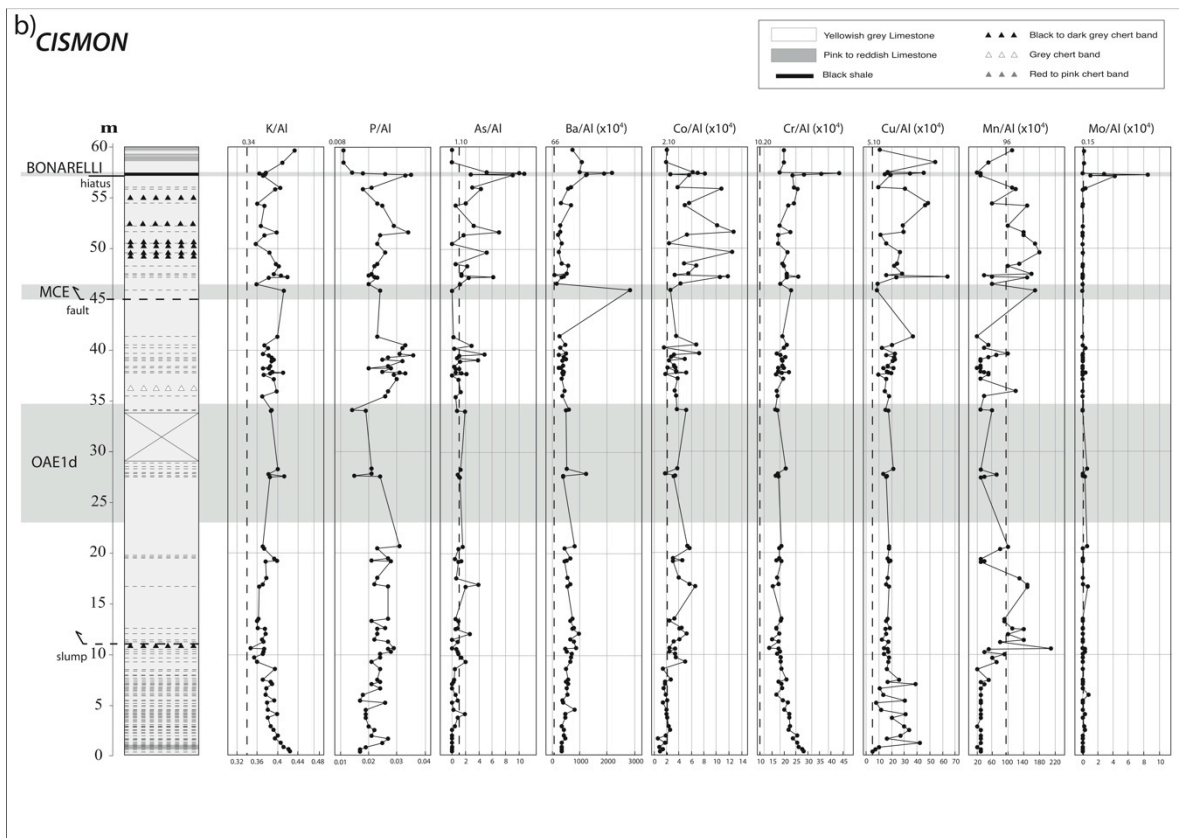 b) CISMON
Yellowish grey Limestone
Pink to reddish Limestone
Black shale
Black to dark grey chert band
Grey chert band
Red to pink chert band
m
K/Al P/Al As/Al Ba/Al (x10⁴) Co/Al (x10⁴) Cr/Al (x10⁴) Cu/Al (x10⁴) Mn/Al (x10⁴) Mo/Al (x10⁴)
0.34 0.008 1.10 66 2.10 10.20 5.10 96 0.15
60
BONARELLI
hiatus
55
50
MCE
45
fault
40
35
30
OAE1d
25
20
15
slump
10
5
0
0.32 0.36 0.4 0.44 0.48
0.01 0.02 0.03 0.04
0 2 4 6 8 10
0 1000 3000
0 2 4 6 8 10 12 14
10 15 20 25 30 35 40 45
0 10 20 30 40 50 60 70
20 60 100 140 180 220
0 2 4 6 8 10